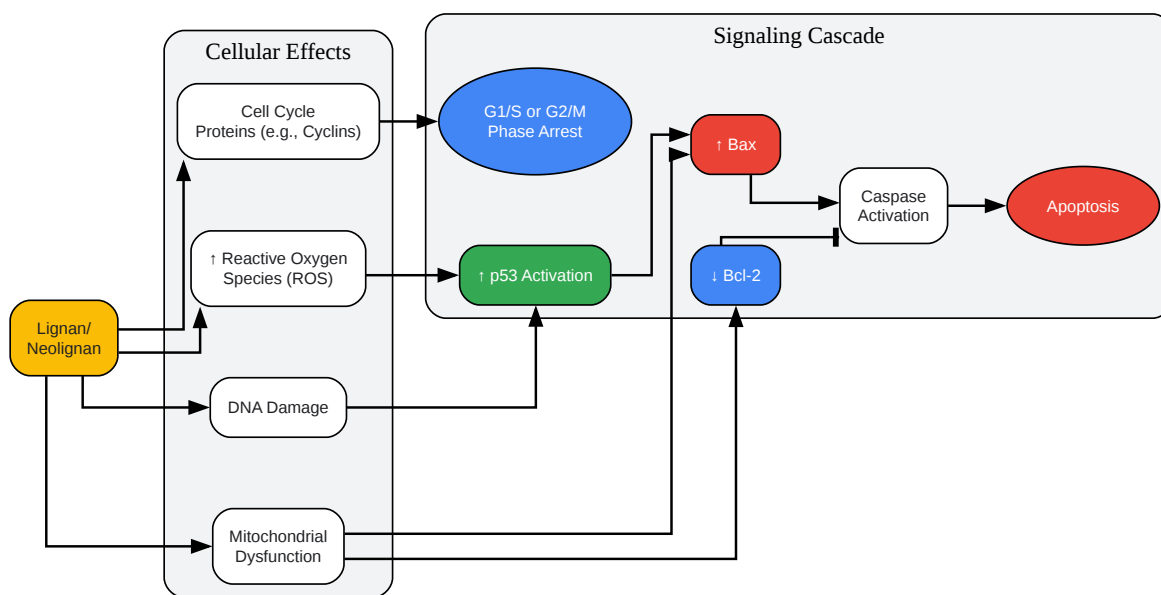 Cellular Effects
Signaling Cascade
Cell Cycle
Proteins (e.g., Cyclins)
G1/S or G2/M
Phase Arrest
↑ Bax
Caspase
Activation
Apoptosis
↑ Reactive Oxygen
Species (ROS)
↑ p53 Activation
↓ Bcl-2
Lignan/
Neolignan
DNA Damage
Mitochondrial
Dysfunction